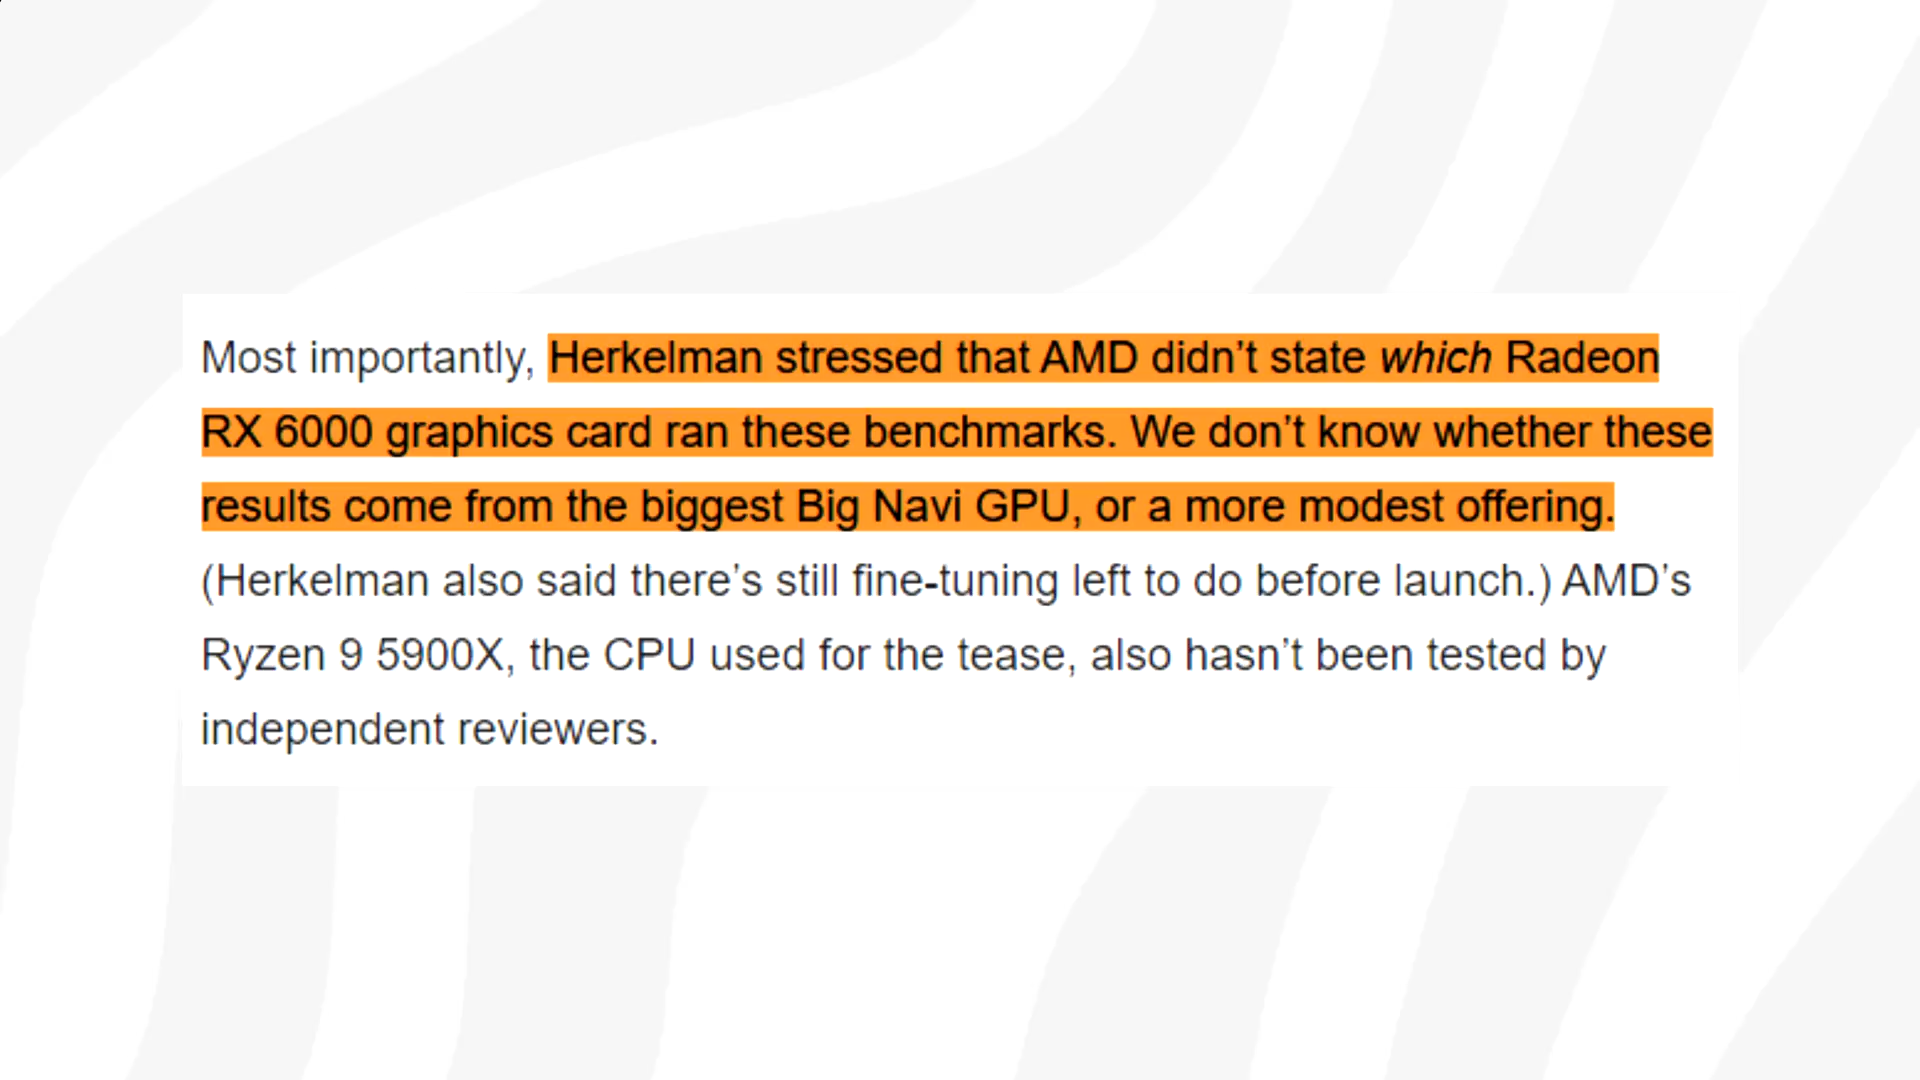 Most importantly, Herkelman stressed that AMD didn’t state which Radeon
RX 6000 graphics card ran these benchmarks. We don’t know whether these
results come from the biggest Big Navi GPU, or a more modest offering.
(Herkelman also said there’s still fine-tuning left to do before launch.) AMD’s
Ryzen 9 5900X, the CPU used for the tease, also hasn’t been tested by
independent reviewers.